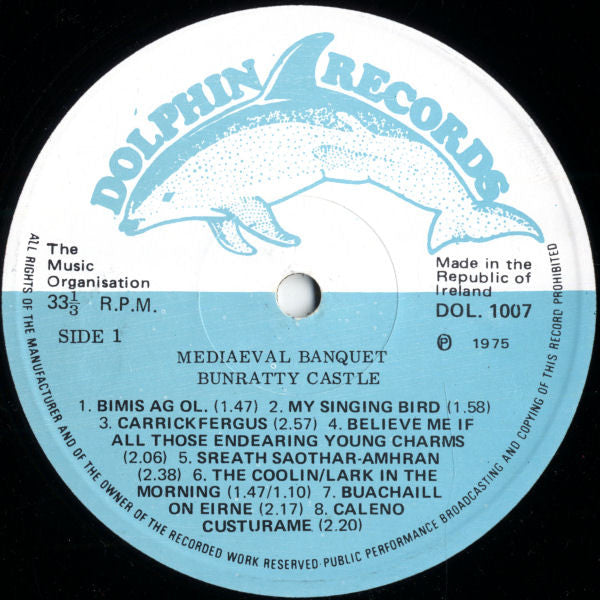 DOLPHIN RECORDS
The
Music
Organisation
33⅓ R.P.M.
SIDE 1
Made in the
Republic of
Ireland
DOL. 1007
Ⓟ 1975
MEDIAEVAL BANQUET
BUNRATTY CASTLE
1. BIMIS AG OL. (1.47) 2. MY SINGING BIRD (1.58)
3. CARRICKFERGUS (2.57) 4. BELIEVE ME IF
ALL THOSE ENDEARING YOUNG CHARMS
(2.06) 5. SREATH SAOTHAR-AMHRAN
(2.38) 6. THE COOLIN/LARK IN THE
MORNING (1.47/1.10) 7. BUACHAILL
ON EIRNE (2.17) 8. CALENO
CUSTURAME (2.20)
ALL RIGHTS OF THE MANUFACTURER AND OF THE OWNER OF THE RECORDED WORK RESERVED·PUBLIC PERFORMANCE BROADCASTING AND COPYING OF THIS RECORD PROHIBITED